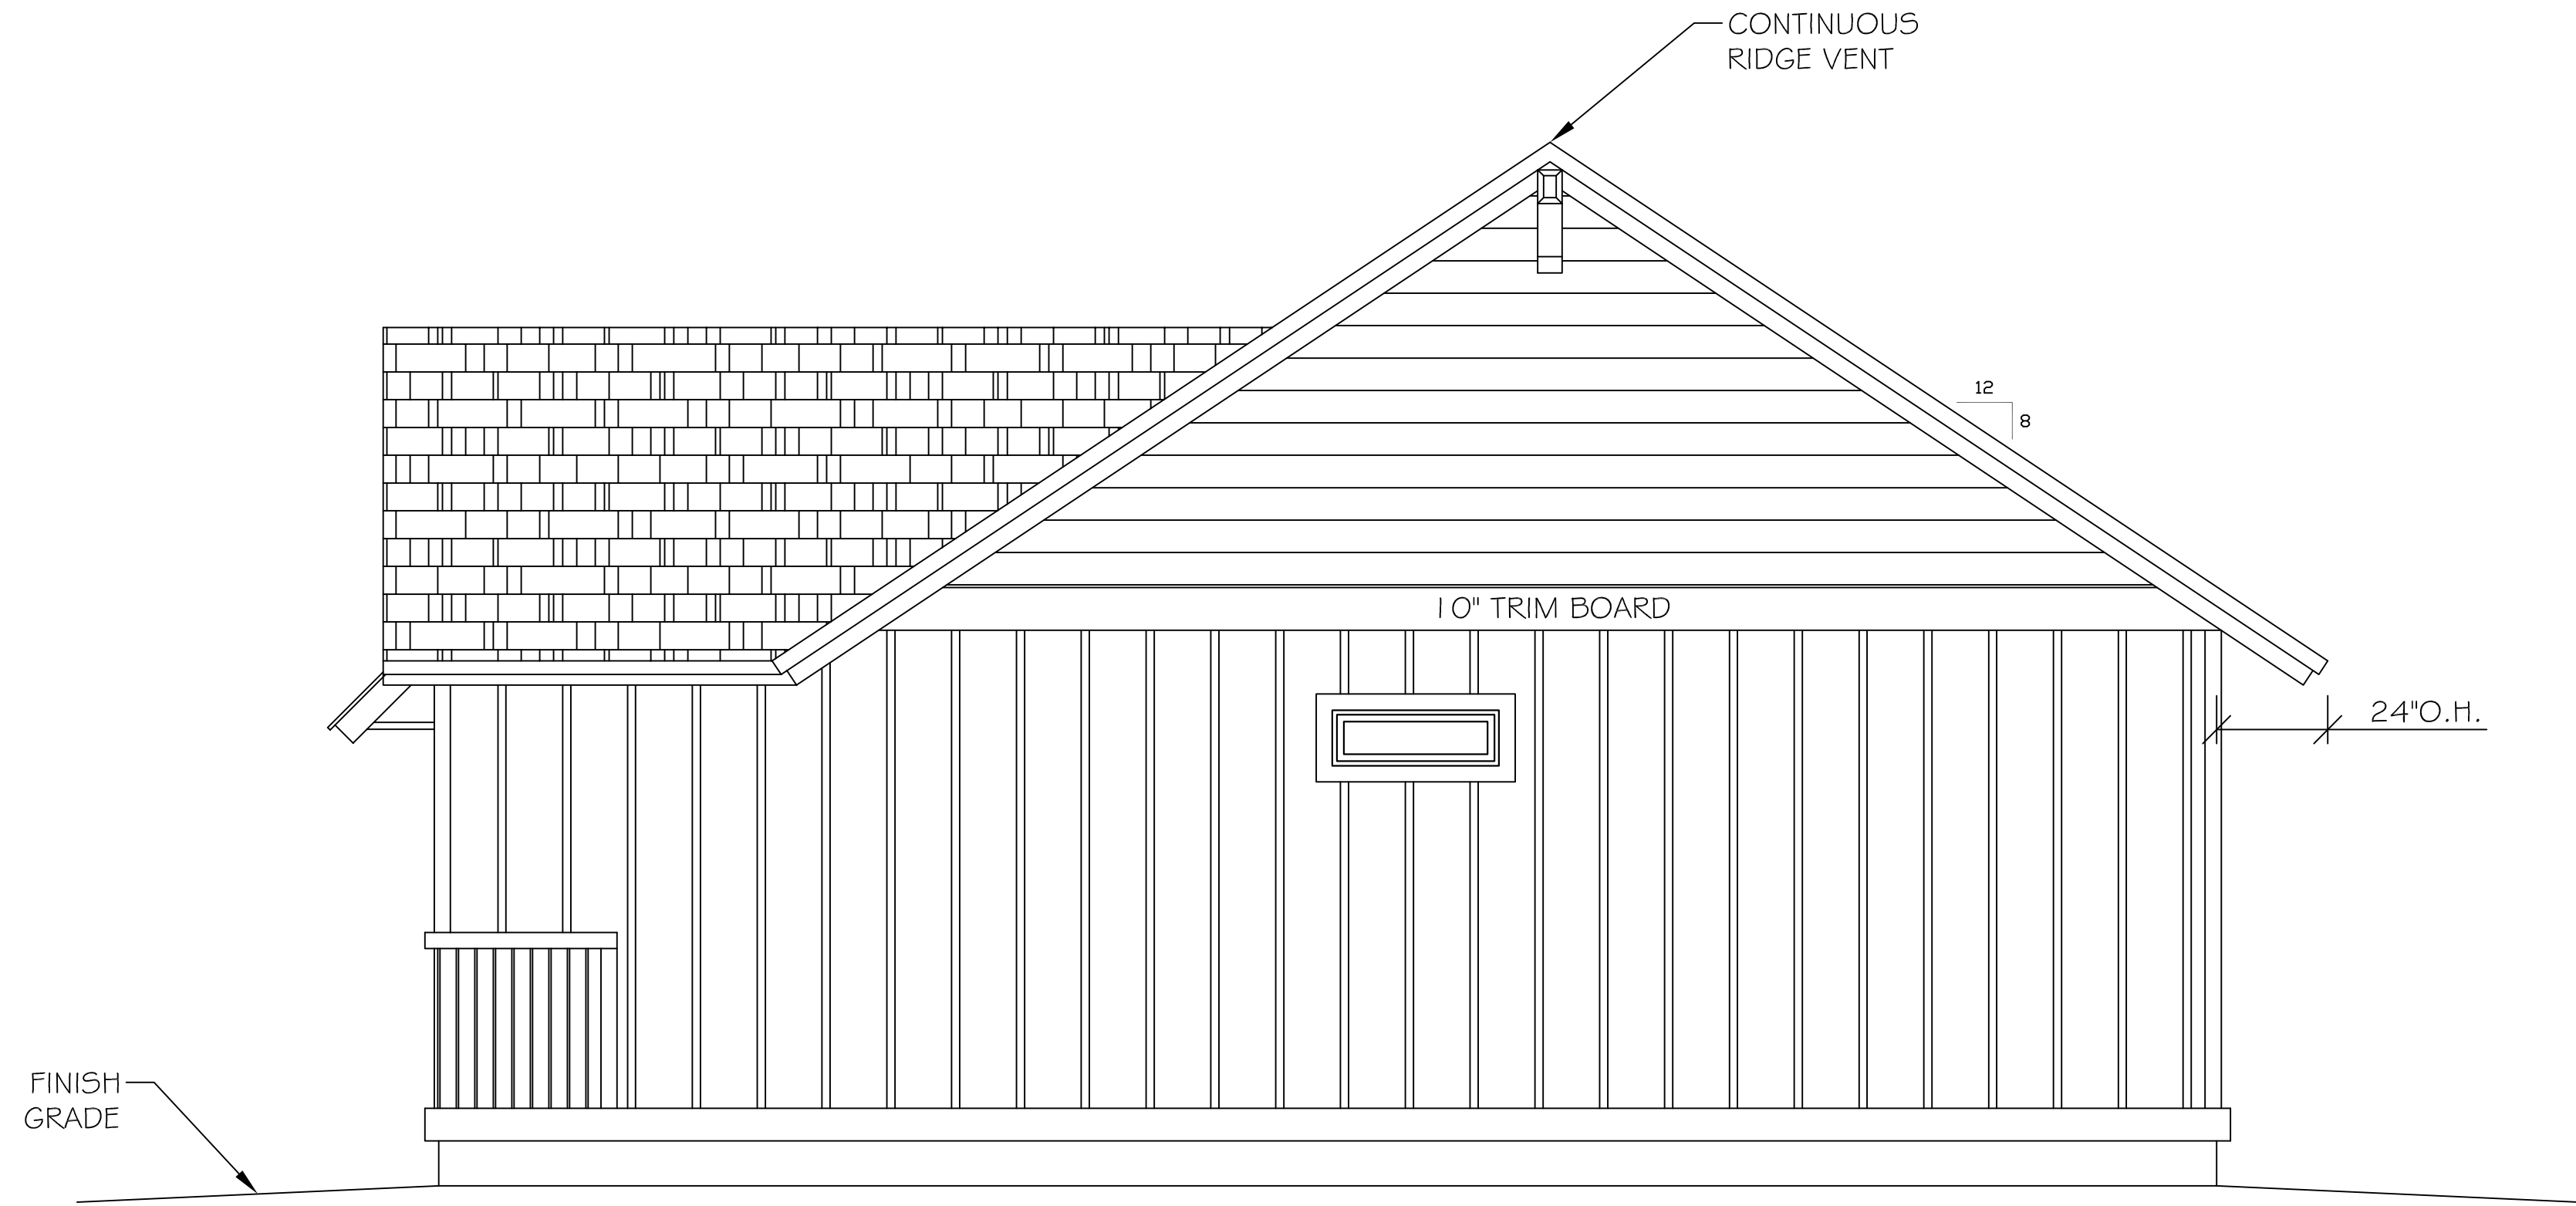 CONTINUOUS
RIDGE VENT
12
8
10" TRIM BOARD
24"O.H.
FINISH
GRADE